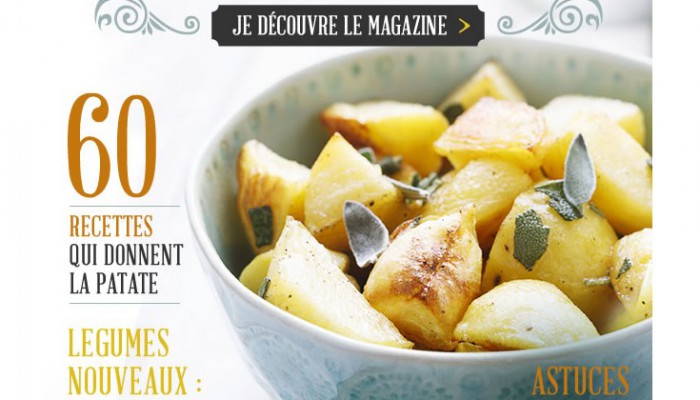 JE DÉCOUVRE LE MAGAZINE >
60
RECETTES
QUI DONNENT
LA PATATE
LEGUMES
NOUVEAUX :
ASTUCES